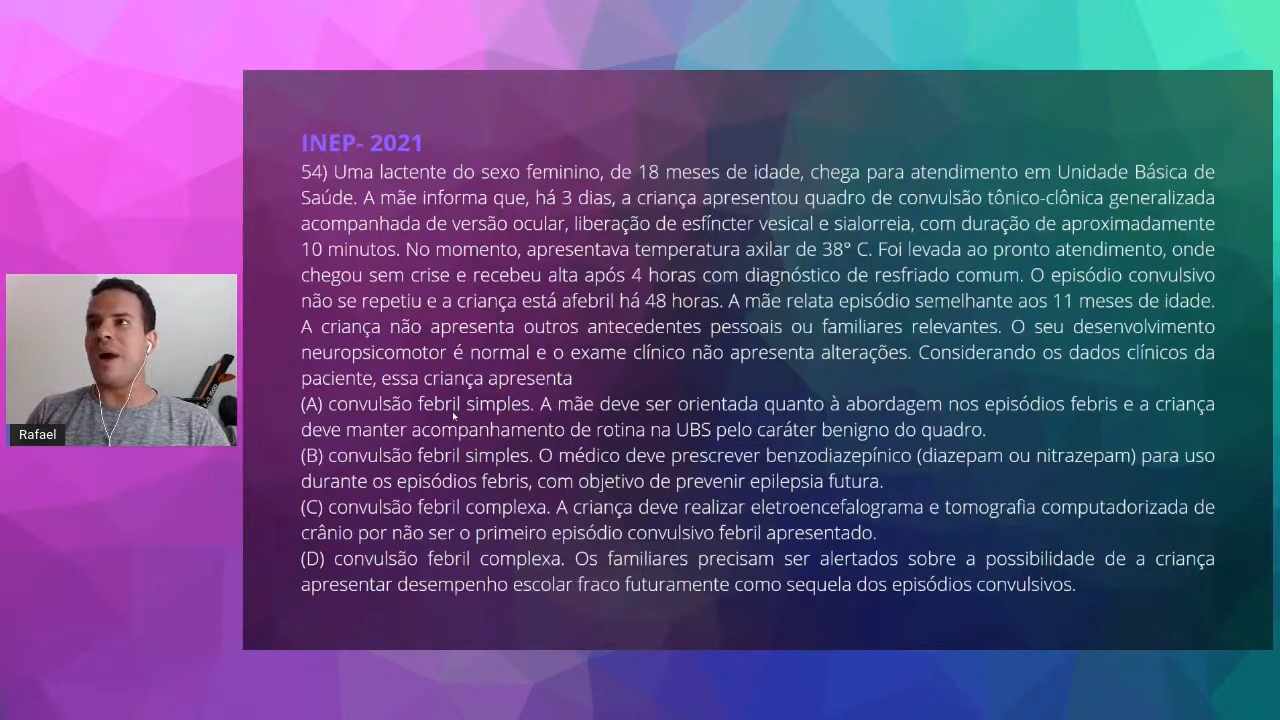 INEP- 2021
54) Uma lactente do sexo feminino, de 18 meses de idade, chega para atendimento em Unidade Básica de
Saúde. A mãe informa que, há 3 dias, a criança apresentou quadro de convulsão tônico-clônica generalizada
acompanhada de versão ocular, liberação de esfíncter vesical e sialorreia, com duração de aproximadamente
10 minutos. No momento, apresentava temperatura axilar de 38° C. Foi levada ao pronto atendimento, onde
chegou sem crise e recebeu alta após 4 horas com diagnóstico de resfriado comum. O episódio convulsivo
não se repetiu e a criança está afebril há 48 horas. A mãe relata episódio semelhante aos 11 meses de idade.
A criança não apresenta outros antecedentes pessoais ou familiares relevantes. O seu desenvolvimento
neuropsicomotor é normal e o exame clínico não apresenta alterações. Considerando os dados clínicos da
paciente, essa criança apresenta
(A) convulsão febril simples. A mãe deve ser orientada quanto à abordagem nos episódios febris e a criança
deve manter acompanhamento de rotina na UBS pelo caráter benigno do quadro.
(B) convulsão febril simples. O médico deve prescrever benzodiazepínico (diazepam ou nitrazepam) para uso
durante os episódios febris, com objetivo de prevenir epilepsia futura.
(C) convulsão febril complexa. A criança deve realizar eletroencefalograma e tomografia computadorizada de
crânio por não ser o primeiro episódio convulsivo febril apresentado.
(D) convulsão febril complexa. Os familiares precisam ser alertados sobre a possibilidade de a criança
apresentar desempenho escolar fraco futuramente como sequela dos episódios convulsivos.
Rafael